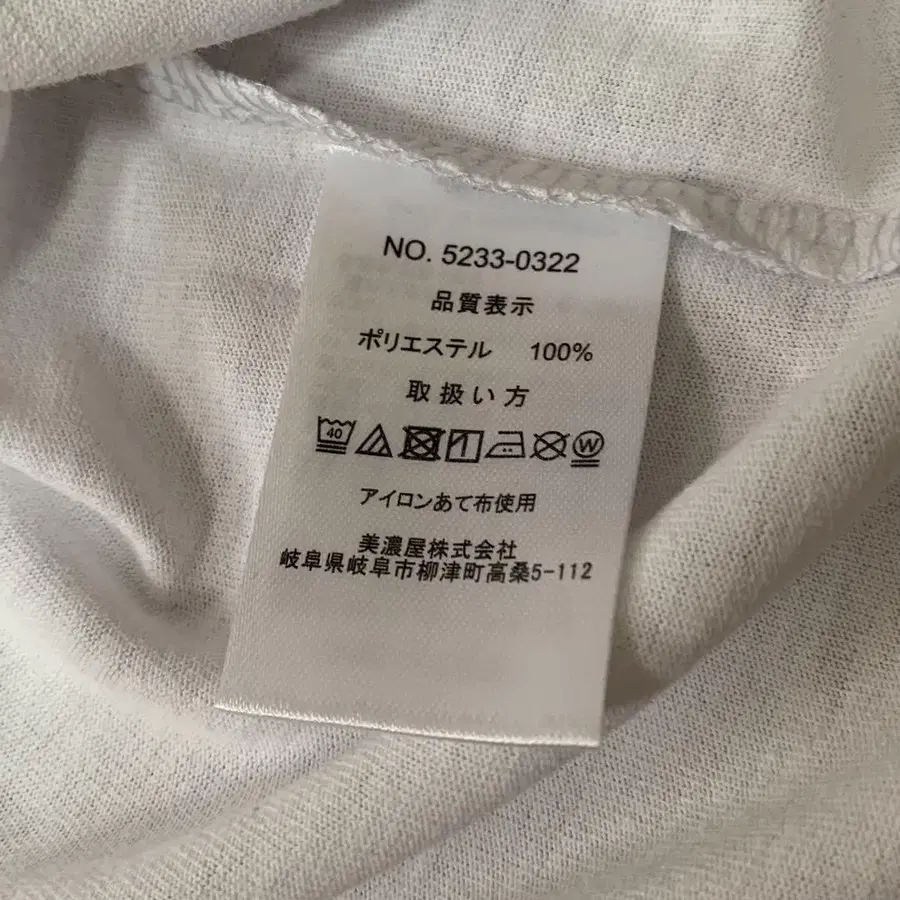 NO. 5233-0322
品質表示
ポリエステル 100%
取扱い方
40 W
アイロンあて布使用
美濃屋株式会社
岐阜県岐阜市柳津町高桑5-112